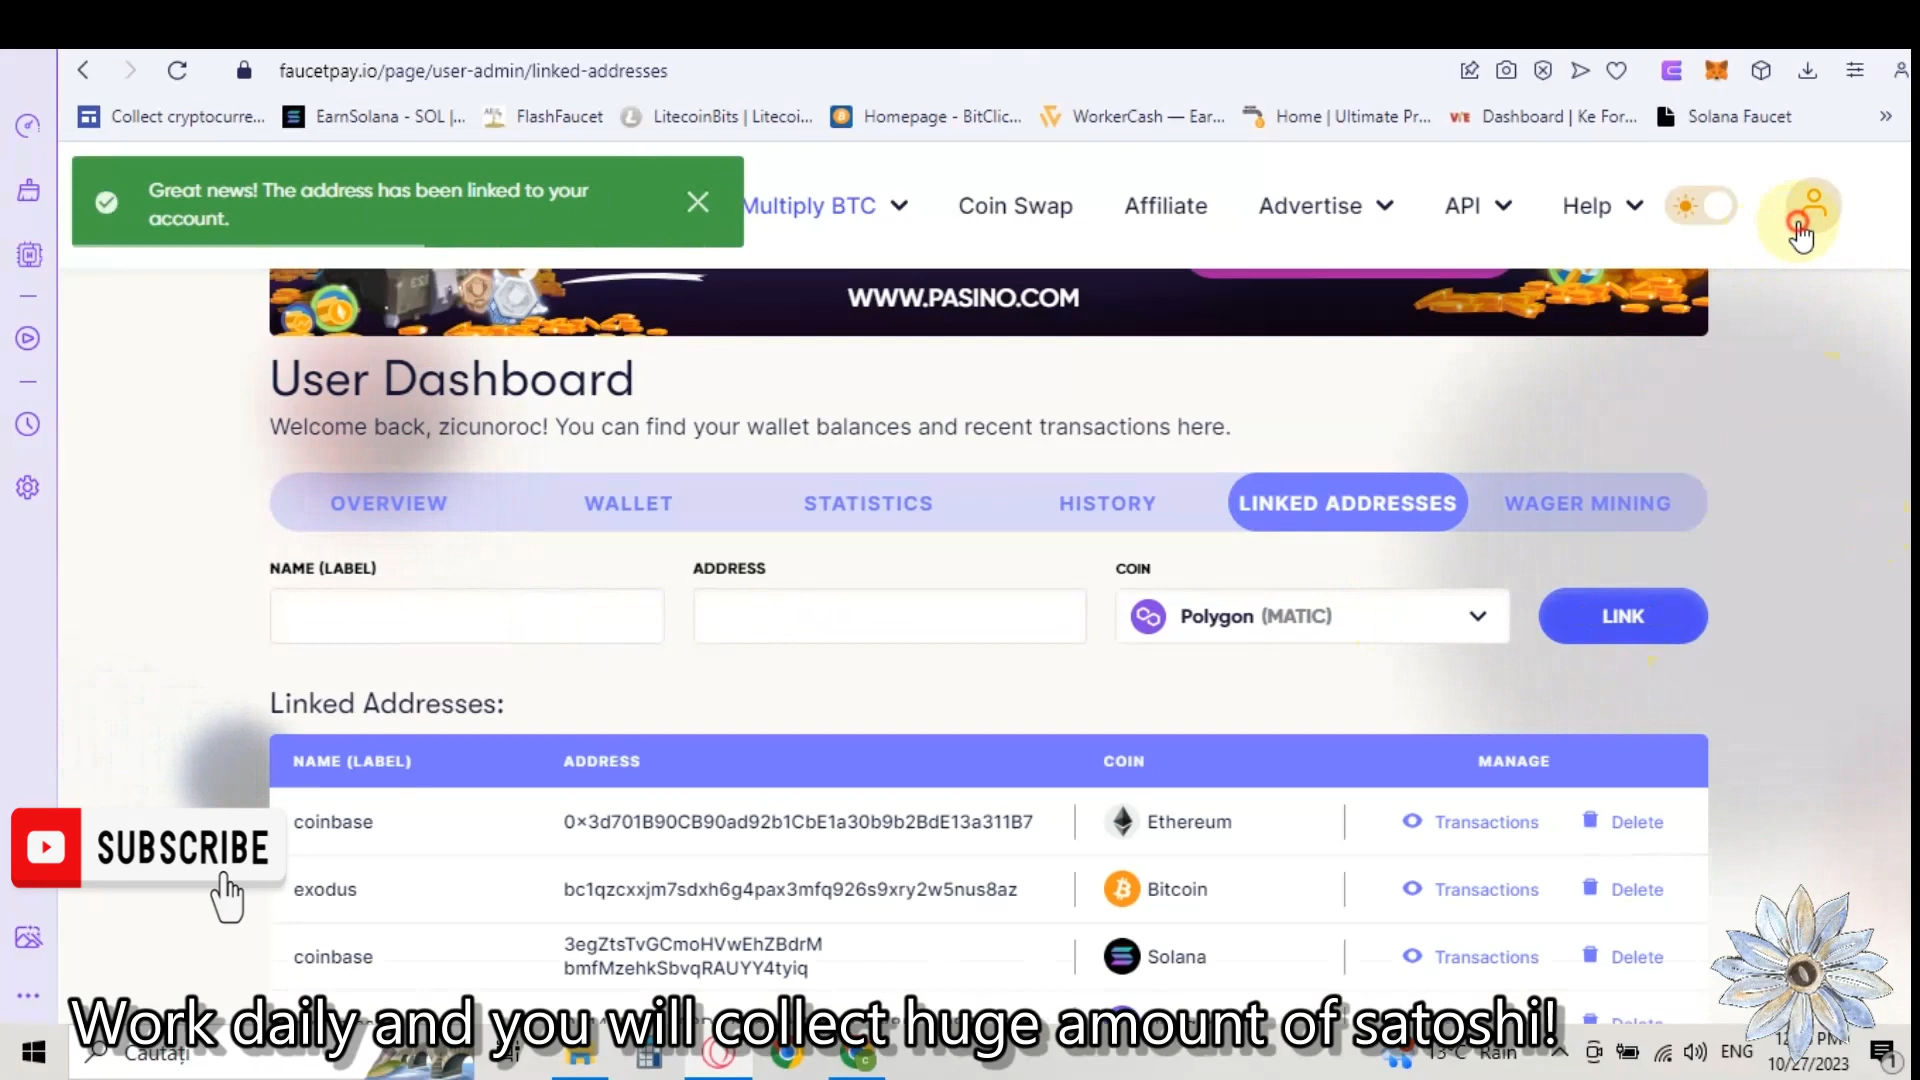 faucetpay.io/page/user-admin/linked-addresses
Collect cryptocurre...
EarnSolana - SOL |...
FlashFaucet
LitecoinBits | Litecoi...
Homepage - BitClic...
WorkerCash — Ear...
Home | Ultimate Pr...
Dashboard | Ke For...
Solana Faucet
Great news! The address has been linked to your
account.
Multiply BTC
Coin Swap
Affiliate
Advertise
API
Help
WWW.PASINO.COM
User Dashboard
Welcome back, zicunoroc! You can find your wallet balances and recent transactions here.
OVERVIEW
WALLET
STATISTICS
HISTORY
LINKED ADDRESSES
WAGER MINING
NAME (LABEL)
ADDRESS
COIN
Polygon (MATIC)
LINK
Linked Addresses:
NAME (LABEL)
ADDRESS
COIN
MANAGE
coinbase
0x3d701B90CB90ad92b1CbE1a30b9b2BdE13a311B7
Ethereum
Transactions
Delete
exodus
bc1qzcxxjm7sdxh6g4pax3mfq926s9xry2w5nus8az
Bitcoin
Transactions
Delete
coinbase
3egZtsTvGCmoHVwEhZBdrM
bmfMzehkSbvqRAUYY4tyiq
Solana
Transactions
Delete
SUBSCRIBE
Work daily and you will collect huge amount of satoshi!
Căutați
13°C Rain
ENG
10/27/2023
1